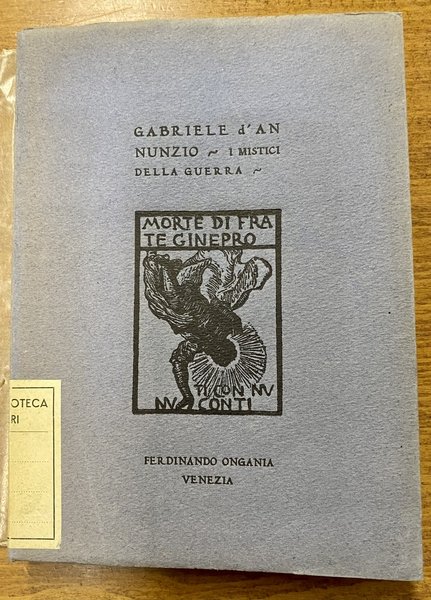 GABRIELE d'AN
NUNZIO ~ I MISTICI
DELLA GUERRA ~
MORTE DI FRA
TE GINEPRO
TI CON NV
NV CONTI
FERDINANDO ONGANIA
VENEZIA
OTECA
RI